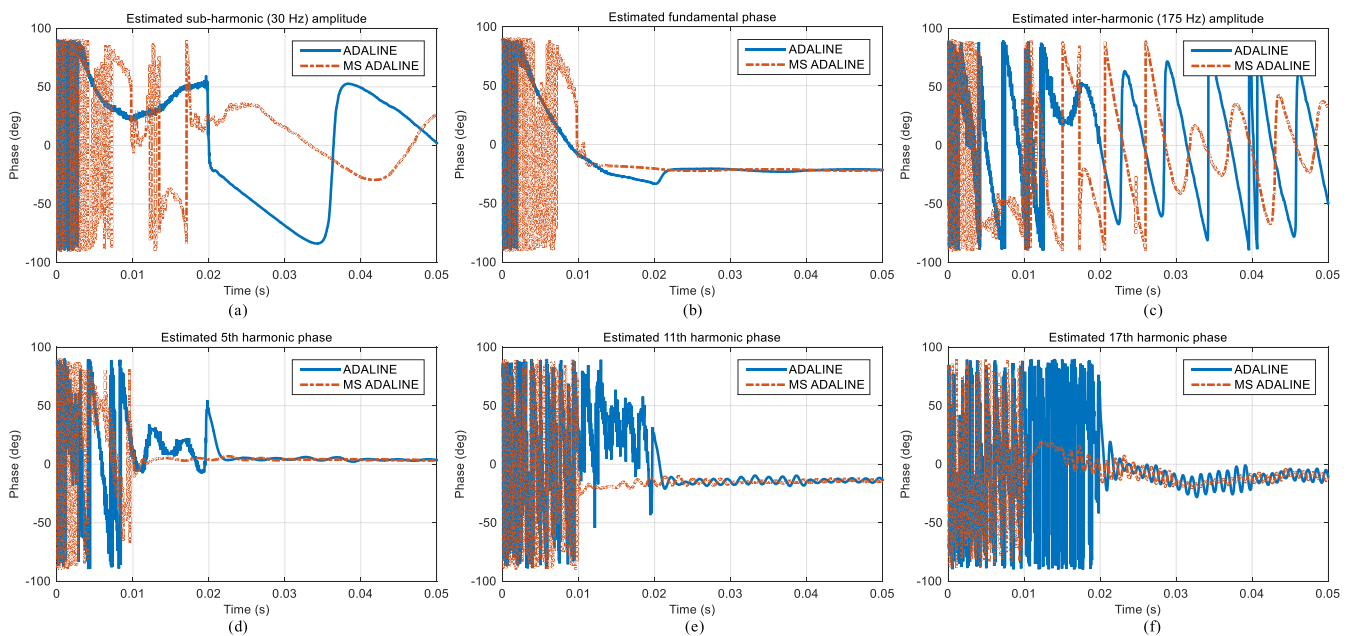 Estimated sub-harmonic (30 Hz) amplitude
100
50
0
-50
-100
Phase (deg)
ADALINE
MS ADALINE
0
0.01
0.02
0.03
0.04
0.05
Time (s)
(a)
Estimated fundamental phase
100
50
0
-50
-100
Phase (deg)
ADALINE
MS ADALINE
0
0.01
0.02
0.03
0.04
0.05
Time (s)
(b)
Estimated inter-harmonic (175 Hz) amplitude
100
50
0
-50
-100
Phase (deg)
ADALINE
MS ADALINE
0
0.01
0.02
0.03
0.04
0.05
Time (s)
(c)
Estimated 5th harmonic phase
100
50
0
-50
-100
Phase (deg)
ADALINE
MS ADALINE
0
0.01
0.02
0.03
0.04
0.05
Time (s)
(d)
Estimated 11th harmonic phase
100
50
0
-50
-100
Phase (deg)
ADALINE
MS ADALINE
0
0.01
0.02
0.03
0.04
0.05
Time (s)
(e)
Estimated 17th harmonic phase
100
50
0
-50
-100
Phase (deg)
ADALINE
MS ADALINE
0
0.01
0.02
0.03
0.04
0.05
Time (s)
(f)